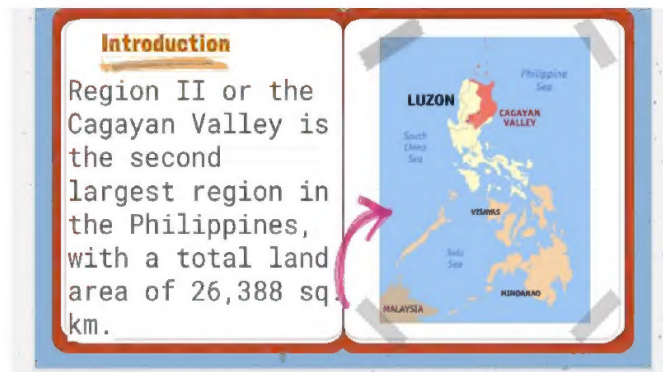 Introduction
Region II or the
Cagayan Valley is
the second
largest region in
the Philippines,
with a total land
area of 26,388 sq.
km.
Philippine
Sea
LUZON
CAGAYAN
VALLEY
South
China
Sea
VISAYAS
Sulu
Sea
MINDANAO
MALAYSIA